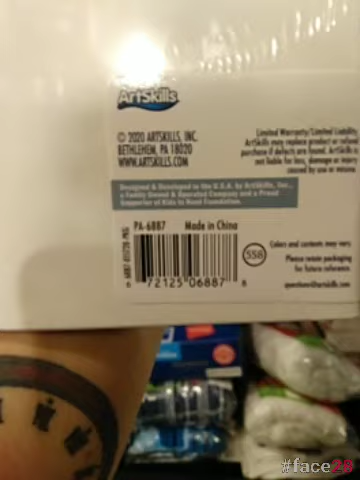 ArtSkills
© 2020 ARTSKILLS, INC.
BETHLEHEM, PA 18020
WWW.ARTSKILLS.COM
Limited Warranty/Limited Liability
ArtSkills may replace product or refund
purchase if defects are found. ArtSkills is
not liable for loss, damage or injury
caused by use or misuse.
Designed & Developed in the U.S.A. by ArtSkills, Inc.,
a Family Owned & Operated Company and a Proud
Supporter of Kids In Need Foundation.
PA-6887 Made in China
6 72125 06887 8
558
Colors and contents may vary.
Please retain packaging
for future reference.
questions@artskills.com
#face28